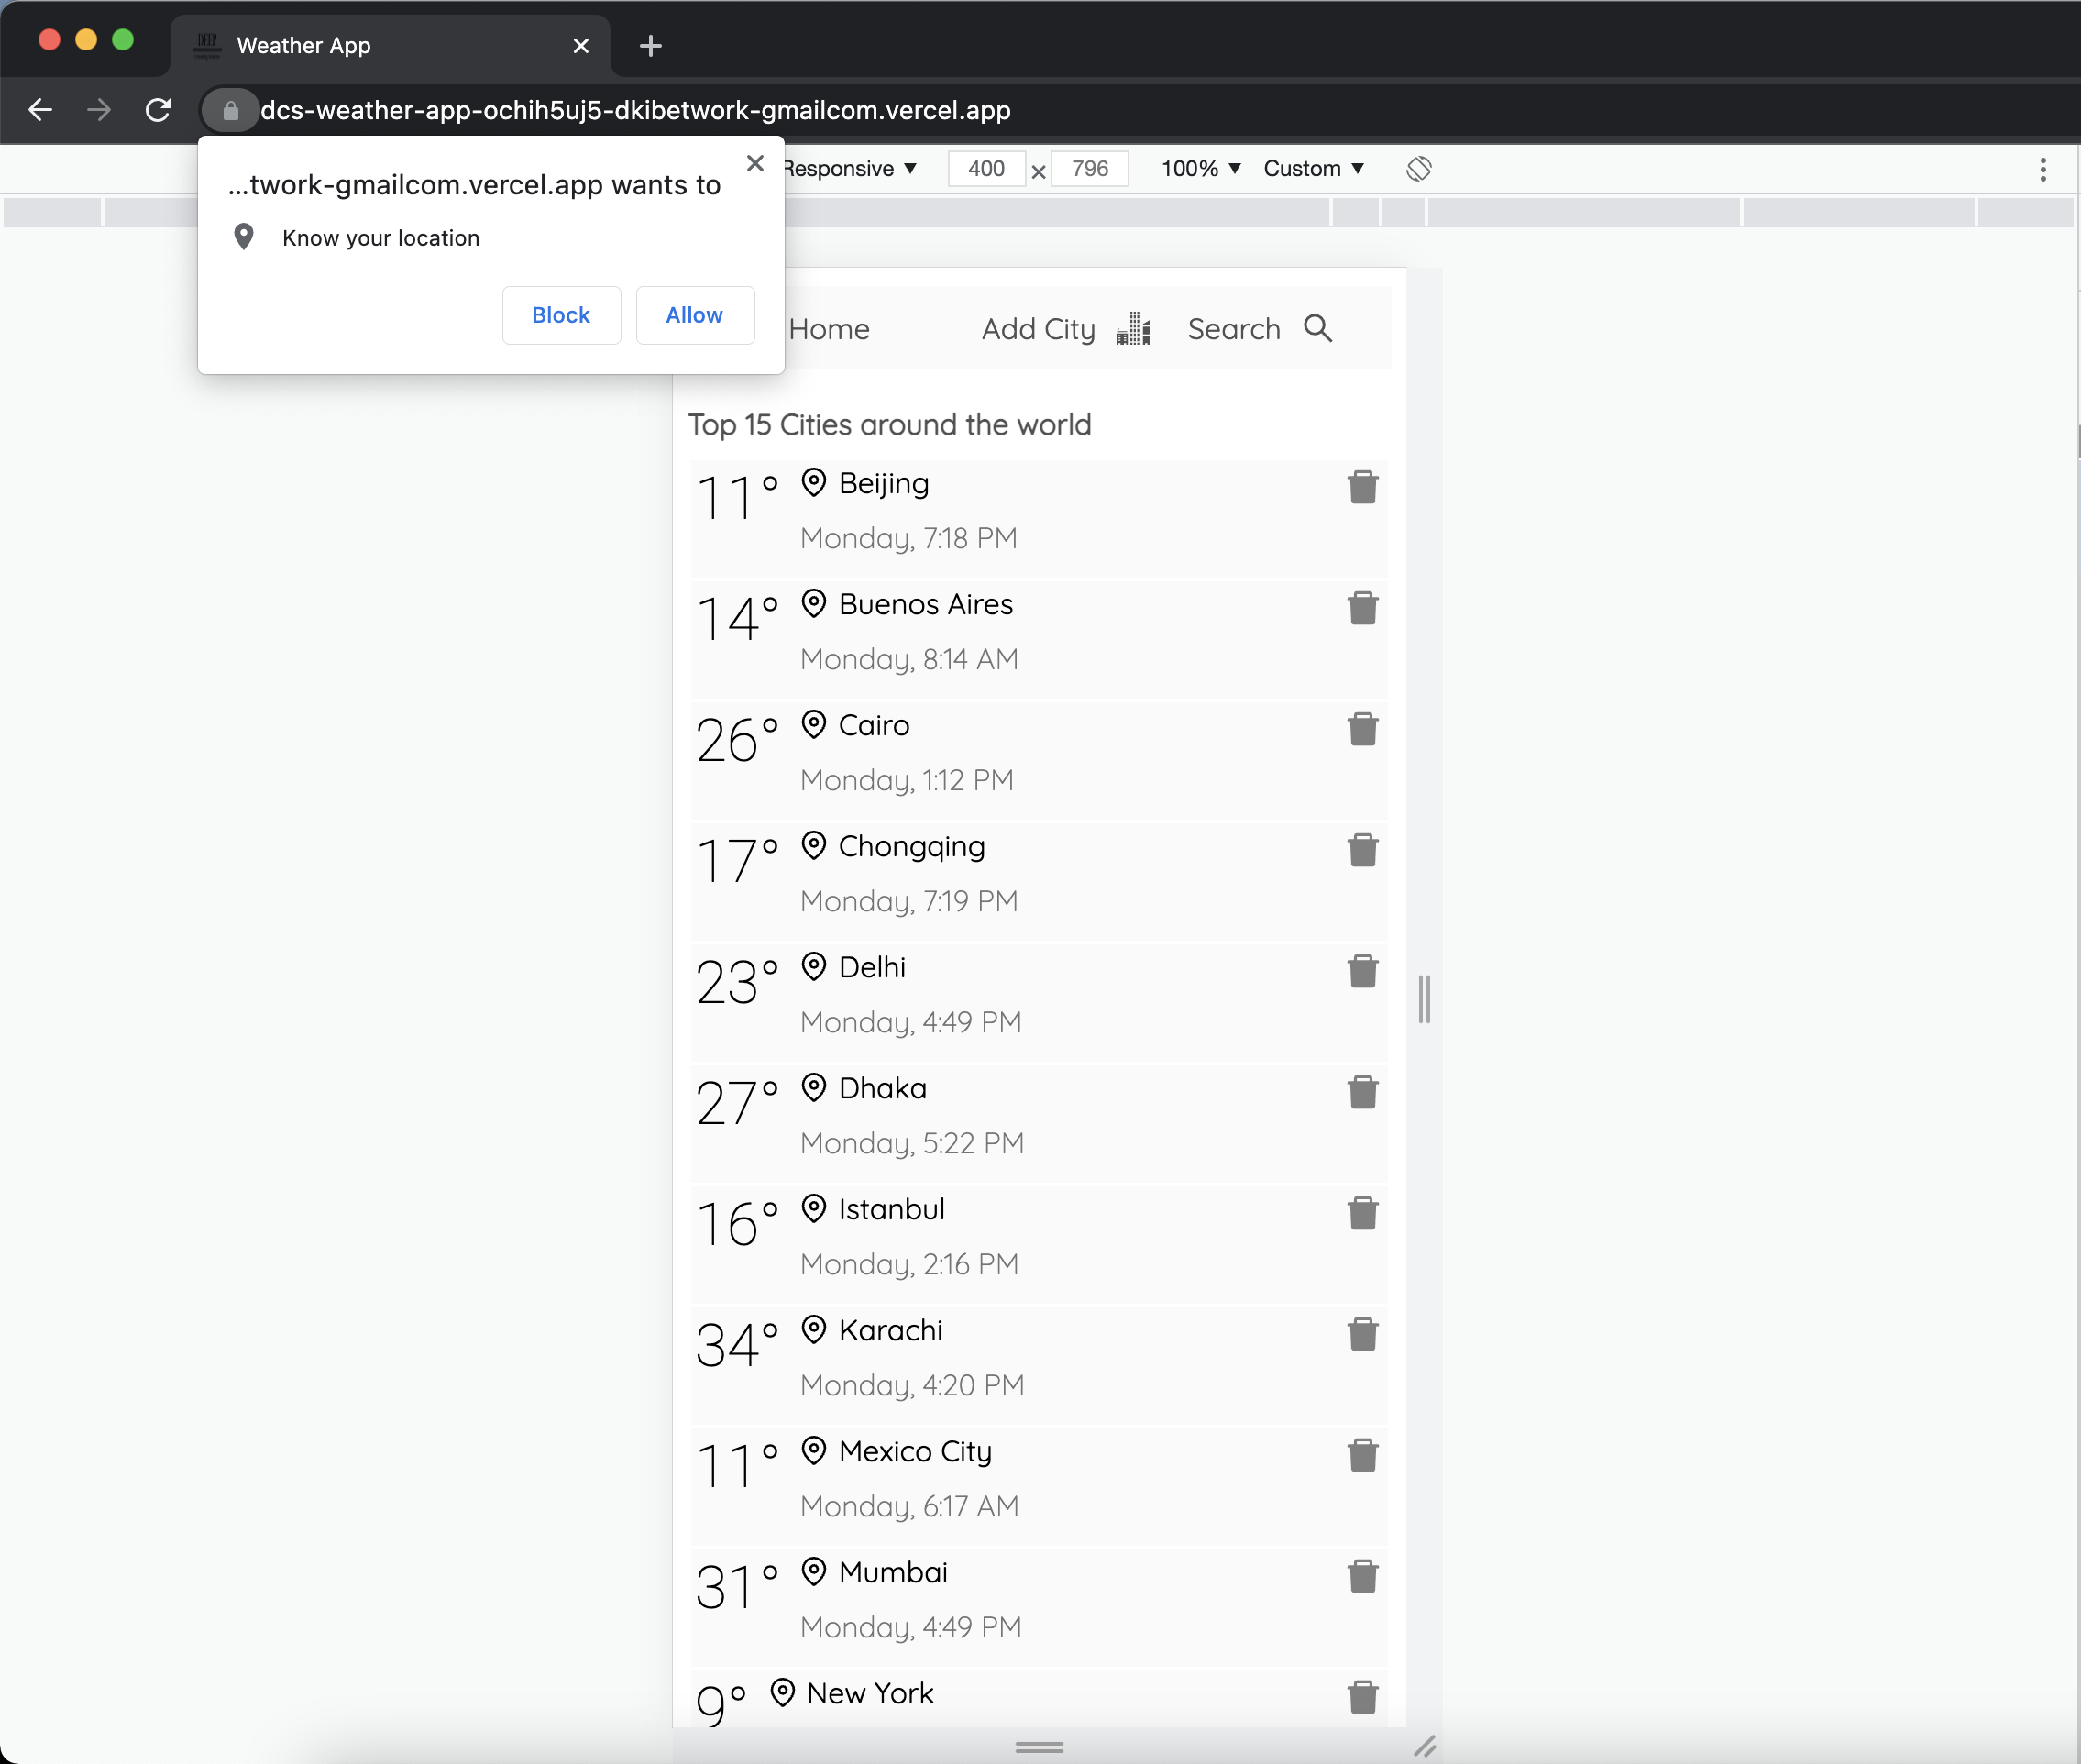 Weather App
dcs-weather-app-ochih5uj5-dkibetwork-gmailcom.vercel.app
...twork-gmailcom.vercel.app wants to
Know your location
Block Allow
Responsive ▼ 400 × 796 100% ▼ Custom ▼
Home Add City Search
Top 15 Cities around the world
11° Beijing
Monday, 7:18 PM
14° Buenos Aires
Monday, 8:14 AM
26° Cairo
Monday, 1:12 PM
17° Chongqing
Monday, 7:19 PM
23° Delhi
Monday, 4:49 PM
27° Dhaka
Monday, 5:22 PM
16° Istanbul
Monday, 2:16 PM
34° Karachi
Monday, 4:20 PM
11° Mexico City
Monday, 6:17 AM
31° Mumbai
Monday, 4:49 PM
9° New York